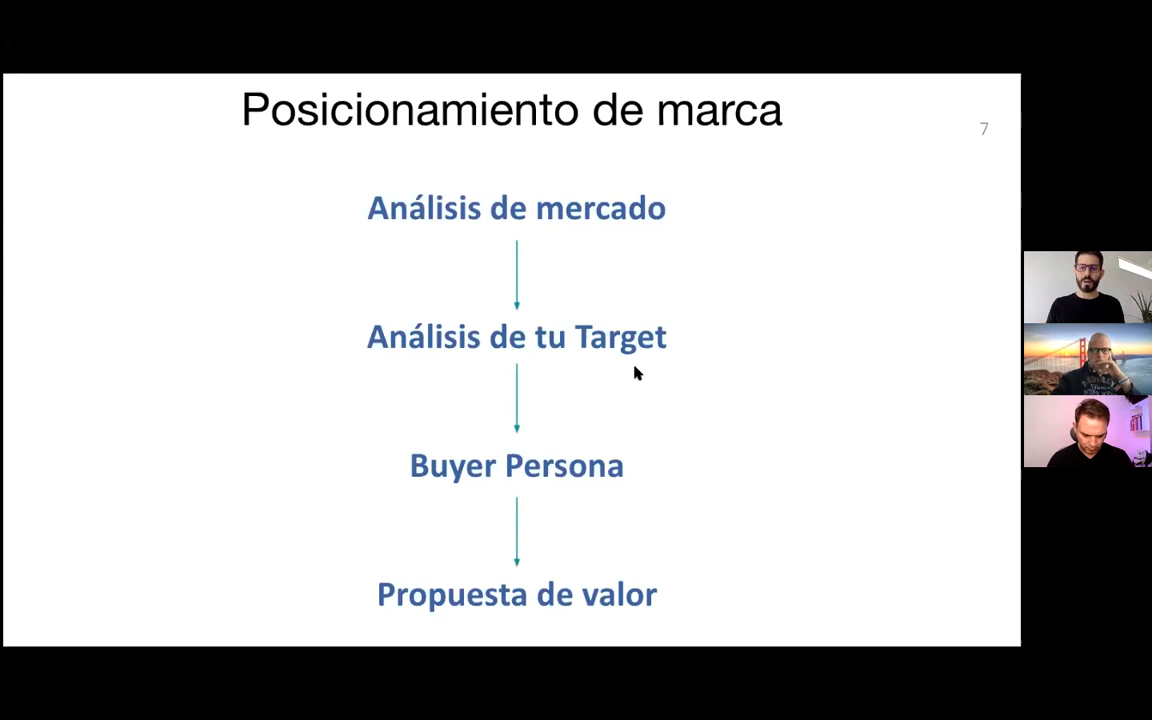 Posicionamiento de marca
7
Análisis de mercado
Análisis de tu Target
Buyer Persona
Propuesta de valor